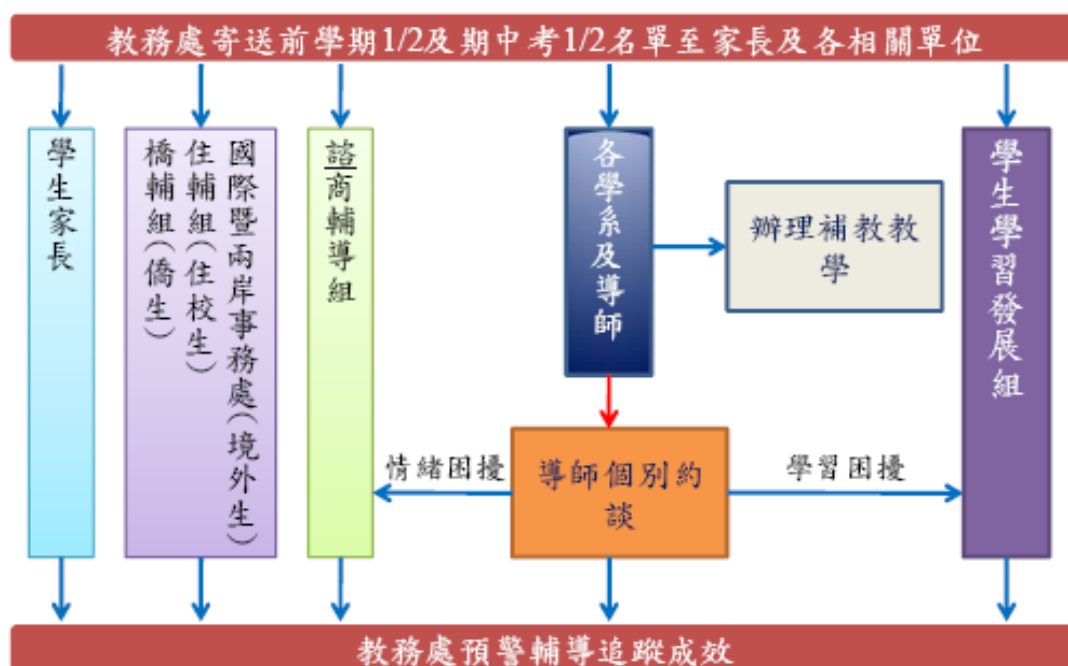 教務處寄送前學期1/2及期中考1/2名單至家長及各相關單位
學生家長
國際暨兩岸事務處(境外生)
住輔組(住校生)
橋輔組(僑生)
諮商輔導組
各學系及導師
辦理補教教
學
學生學習發展組
情緒困擾
導師個別約
談
學習困擾
教務處預警輔導追蹤成效